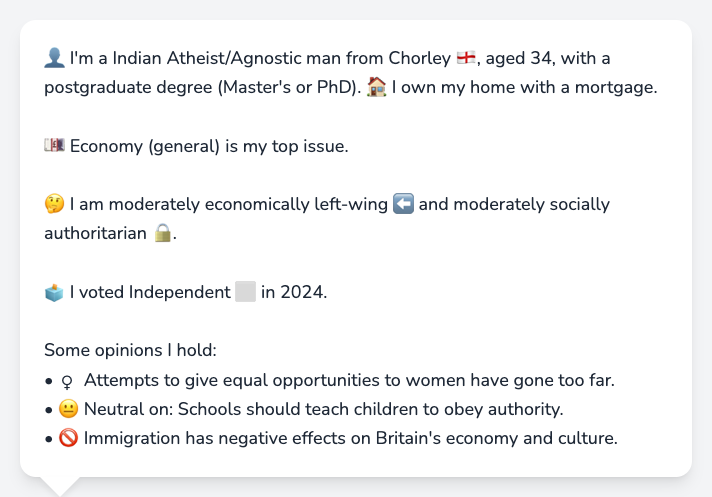 👤 I'm a Indian Atheist/Agnostic man from Chorley 🏴󠁧󠁢󠁥󠁮󠁧󠁿, aged 34, with a
postgraduate degree (Master's or PhD). 🏠 I own my home with a mortgage.
💷 Economy (general) is my top issue.
🤔 I am moderately economically left-wing ⬅️ and moderately socially
authoritarian 🔒.
🗳️ I voted Independent ⬜ in 2024.
Some opinions I hold:
• ♀ Attempts to give equal opportunities to women have gone too far.
• 😐 Neutral on: Schools should teach children to obey authority.
• 🚫 Immigration has negative effects on Britain's economy and culture.